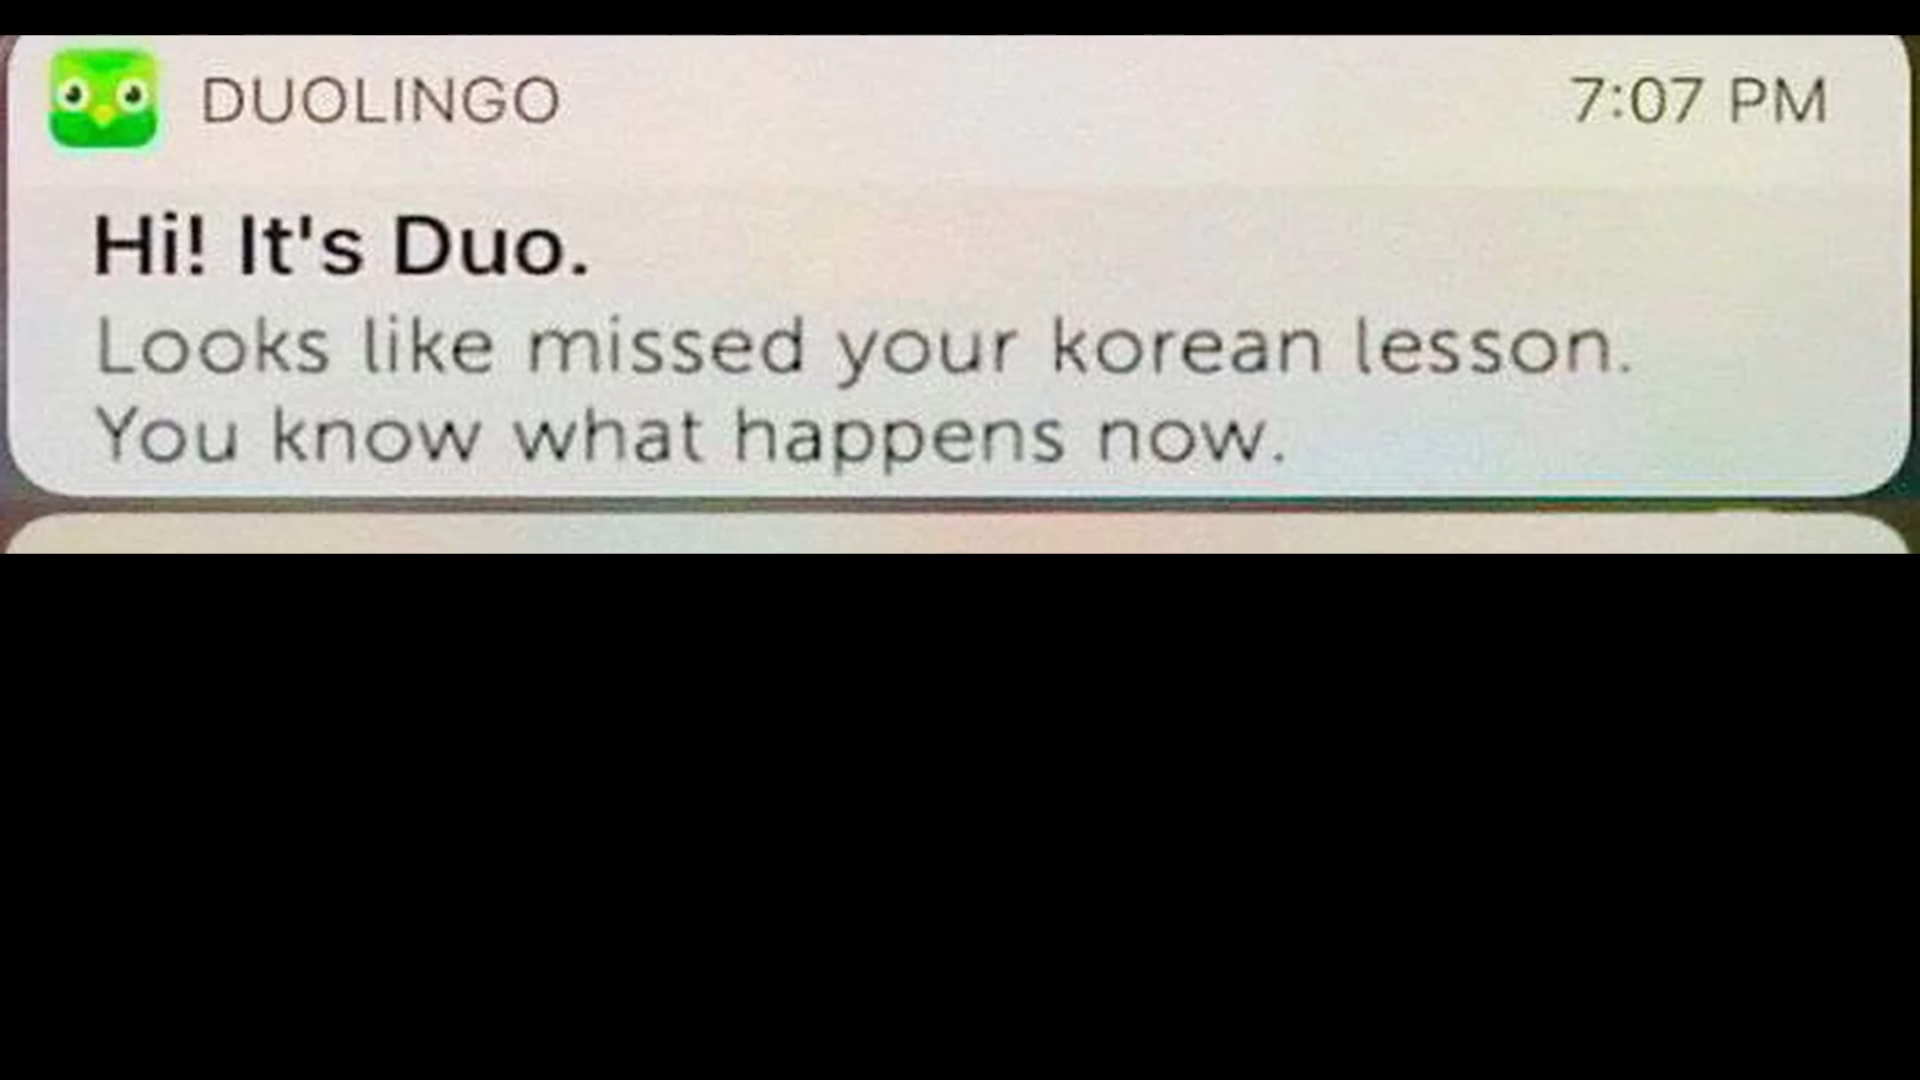 DUOLINGO 7:07 PM
Hi! It's Duo.
Looks like missed your korean lesson.
You know what happens now.